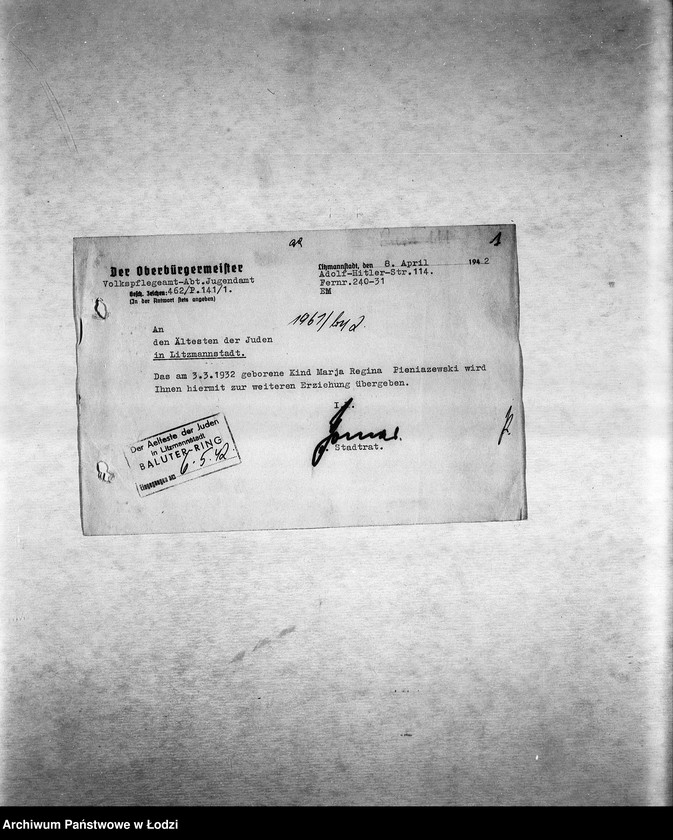 1
Der Oberbürgermeister
Volkspflegeamt-Abt.Jugendamt
Gesch. Zeichen: 462/P.141/1.
(In der Antwort stets angeben)
Litzmannstadt, den 8. April 1942
Adolf-Hitler-Str.114.
Fernr.240-31
EM
An
den Ältesten der Juden
in Litzmannstadt.
Das am 3.3.1932 geborene Kind Marja Regina Pieniazewski wird
Ihnen hiermit zur weiteren Erziehung übergeben.
Stadtrat.
Der Aelteste der Juden
in Litzmannstadt
BALUTER-RING
Eingegangen am 6.5.42.
Archiwum Państwowe w Łodzi